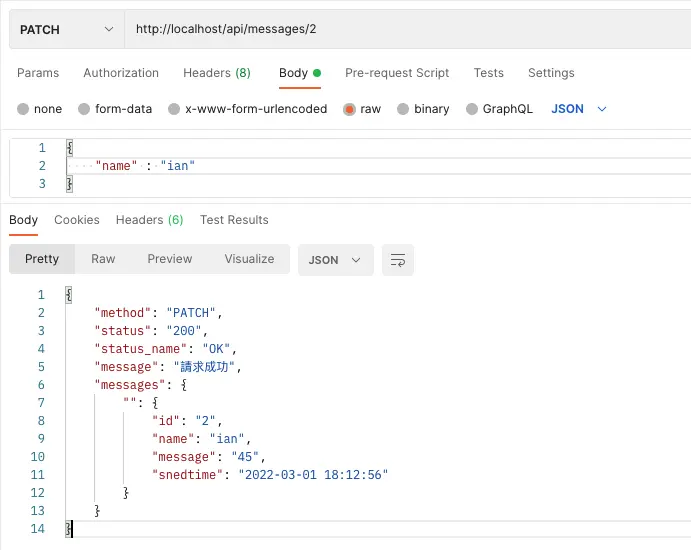 PATCH http://localhost/api/messages/2
Params Authorization Headers (8) Body Pre-request Script Tests Settings
none form-data x-www-form-urlencoded raw binary GraphQL JSON
1 {
2 "name" : "ian"
3 }
Body Cookies Headers (6) Test Results
Pretty Raw Preview Visualize JSON
1 {
2 "method": "PATCH",
3 "status": "200",
4 "status_name": "OK",
5 "message": "請求成功",
6 "messages": {
7 "": {
8 "id": "2",
9 "name": "ian",
10 "message": "45",
11 "snedtime": "2022-03-01 18:12:56"
12 }
13 }
14 }